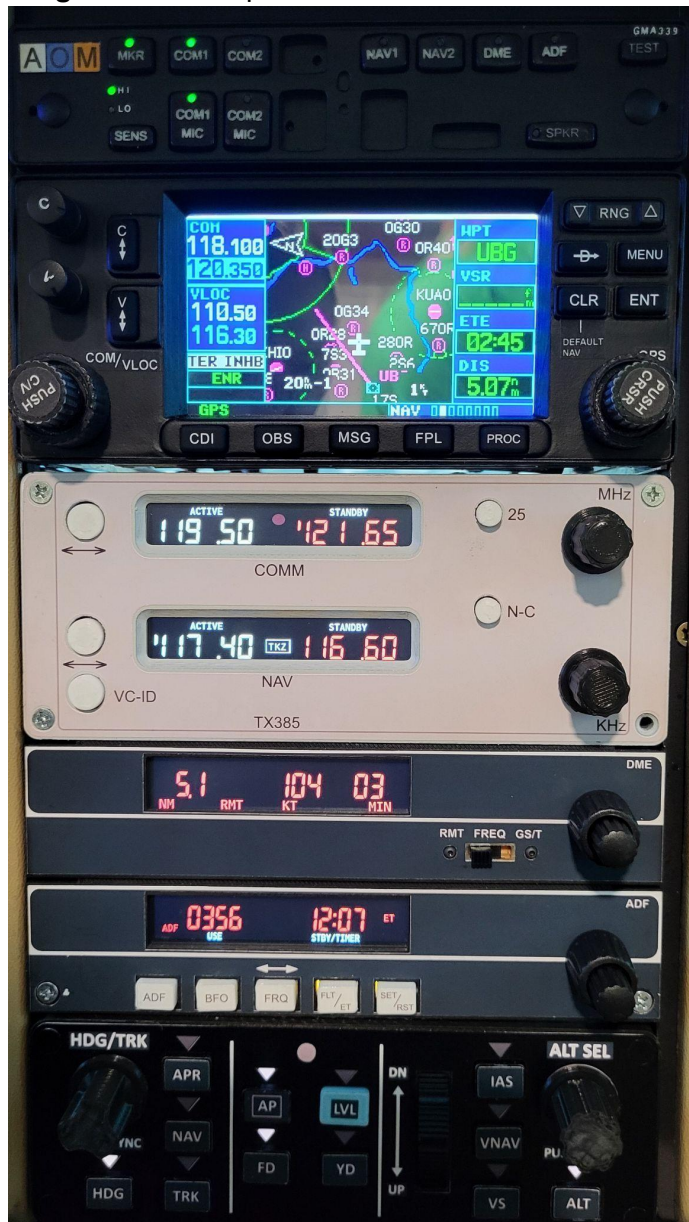 GMA339
A O M MKR COM1 COM2 NAV1 NAV2 DME ADF TEST
HI
LO
SENS COM1 MIC COM2 MIC SPKR
C
V
C
V
COM/VLOC
PUSH C/V
COM
118.100
120.350
VLOC
110.50
116.30
TER INHB
ENR
GPS
N
0G30
20G3 R R 0R40
H R
KUAO
0G34
R 670R
0R28 R
HIO 7S3 280R
2S6
0R31 UB
20n-1 R 17S
NAV
WPT
UBG
VSR
ETE
02:45
DIS
5.07nm
RNG
D MENU
CLR ENT
DEFAULT NAV
GPS
PUSH CRSR
CDI OBS MSG FPL PROC
MHz
ACTIVE STANDBY 25
119.50 121.65
COMM
N-C
ACTIVE STANDBY
117.40 TKZ 116.60
NAV
VC-ID
TX385 KHz
DME
5.1 104 03
NM RMT KT MIN
RMT FREQ GS/T
ADF
ADF 0356 12:07 ET
USE STBY/TIMER
ADF BFO FRQ FLT/ET SET/RST
HDG/TRK ALT SEL
APR DN IAS
AP LVL
NAV VNAV
FD YD
UP
HDG TRK VS ALT